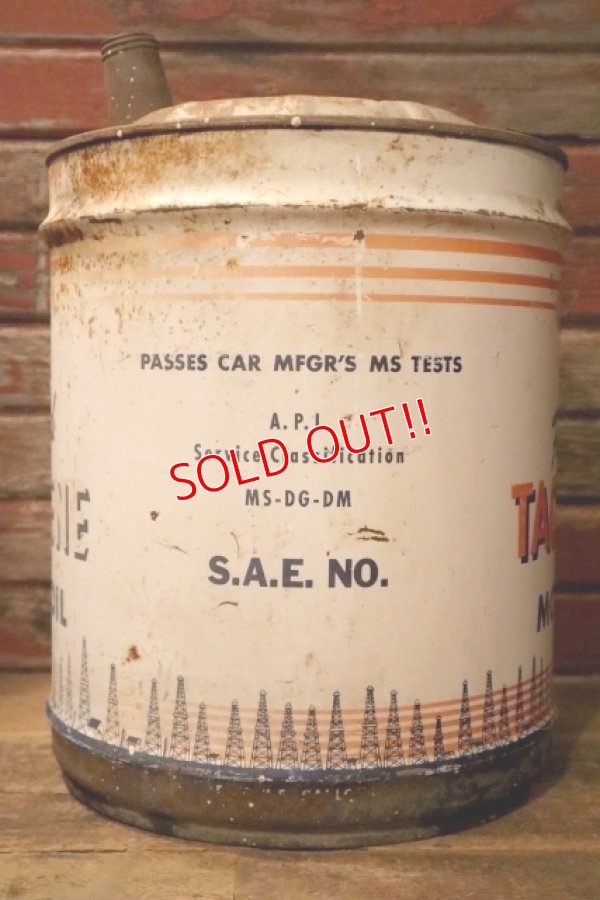 PASSES CAR MFGR'S MS TESTS
A.P.I.
Service Classification
MS-DG-DM
S.A.E. NO.
SOLD OUT!!